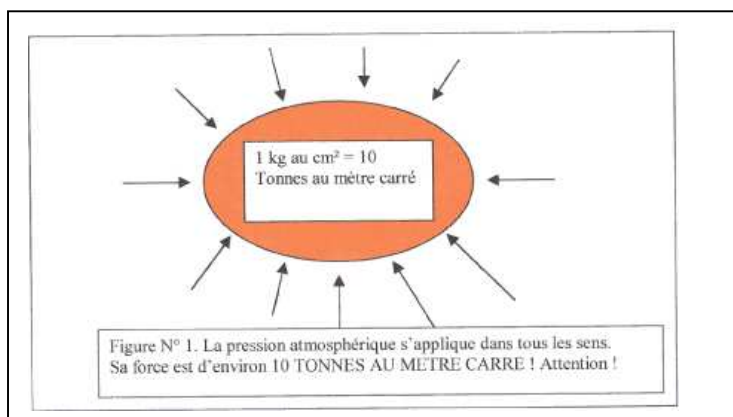 1 kg au cm² = 10
Tonnes au mètre carré
Figure N° 1. La pression atmosphérique s'applique dans tous les sens.
Sa force est d'environ 10 TONNES AU METRE CARRE ! Attention !